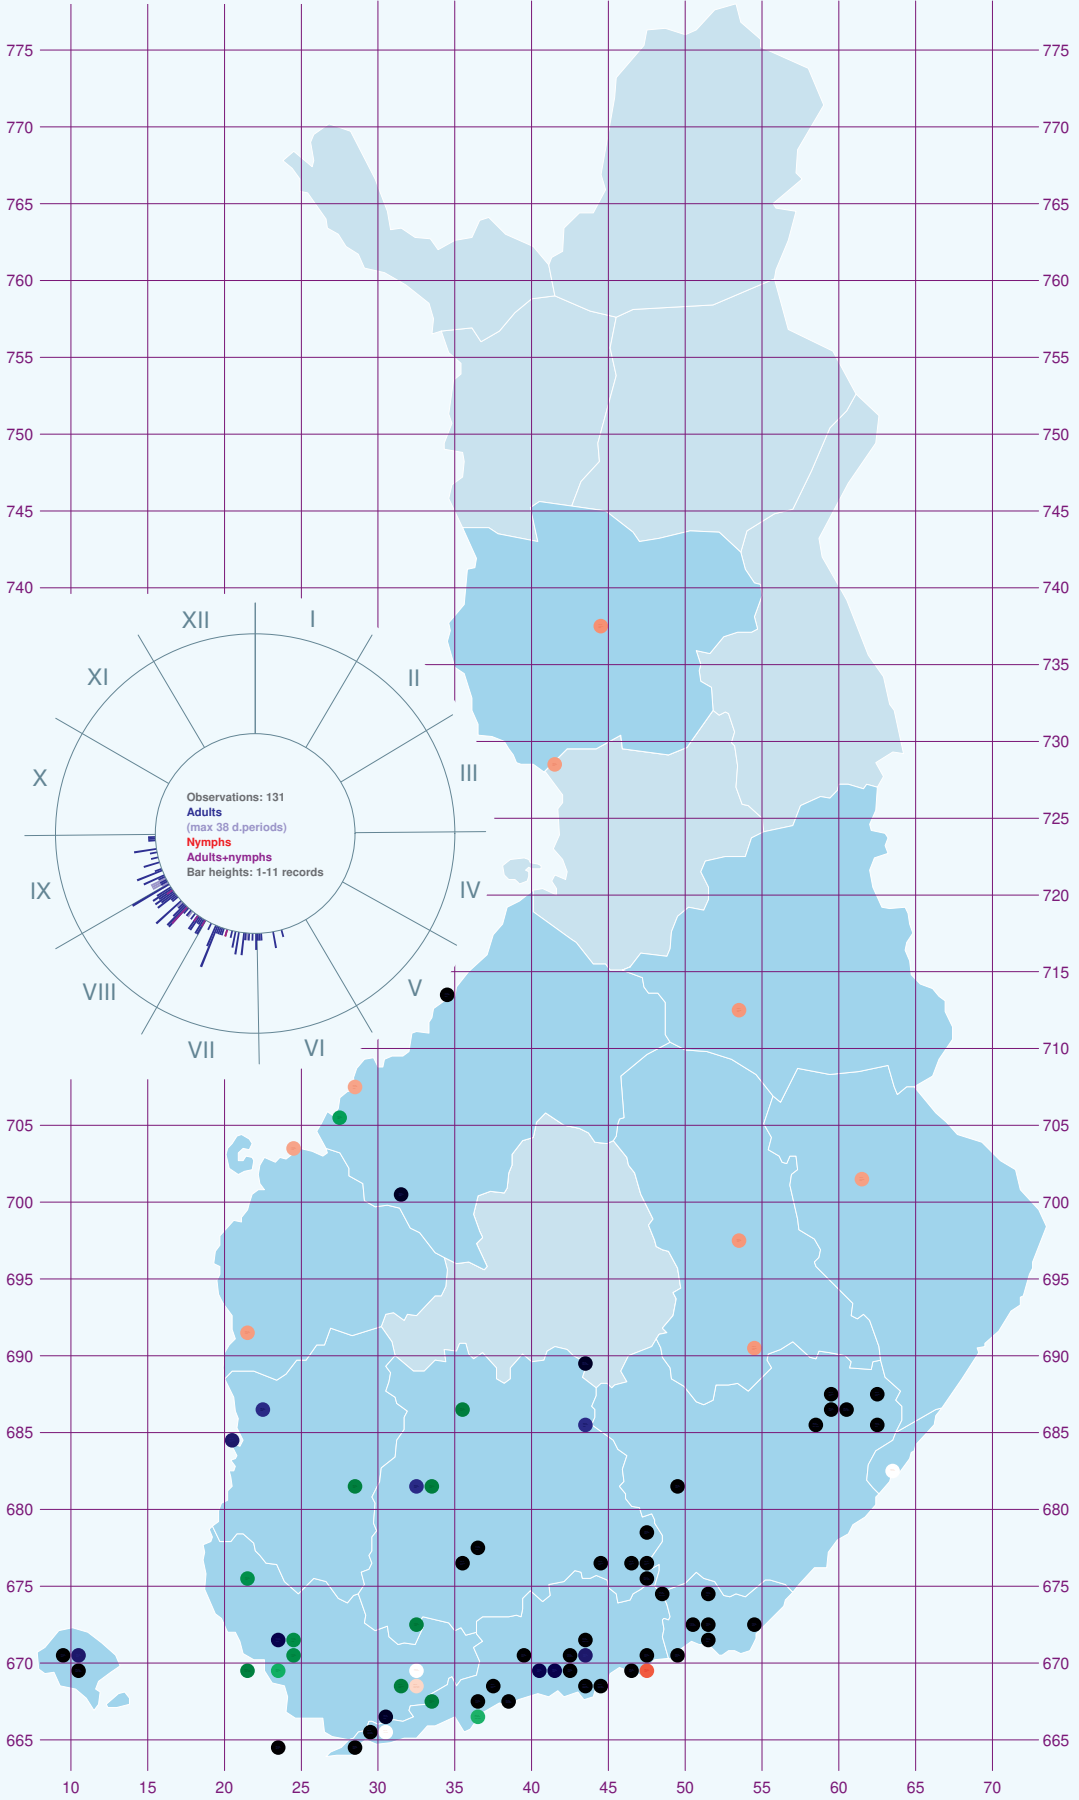 775 775
770 770
765 765
760 760
755 755
750 750
745 745
740 740
XII I
XI II
735 735
730 730
X III
Observations: 131
Adults
(max 38 d.periods)
725 725
Nymphs
Adults+nymphs
Bar heights: 1-11 records
IX IV
720 720
715 715
VIII V
VII VI
710 710
705 705
700 700
695 695
690 690
685 685
680 680
675 675
670 670
665 665
10 15 20 25 30 35 40 45 50 55 60 65 70